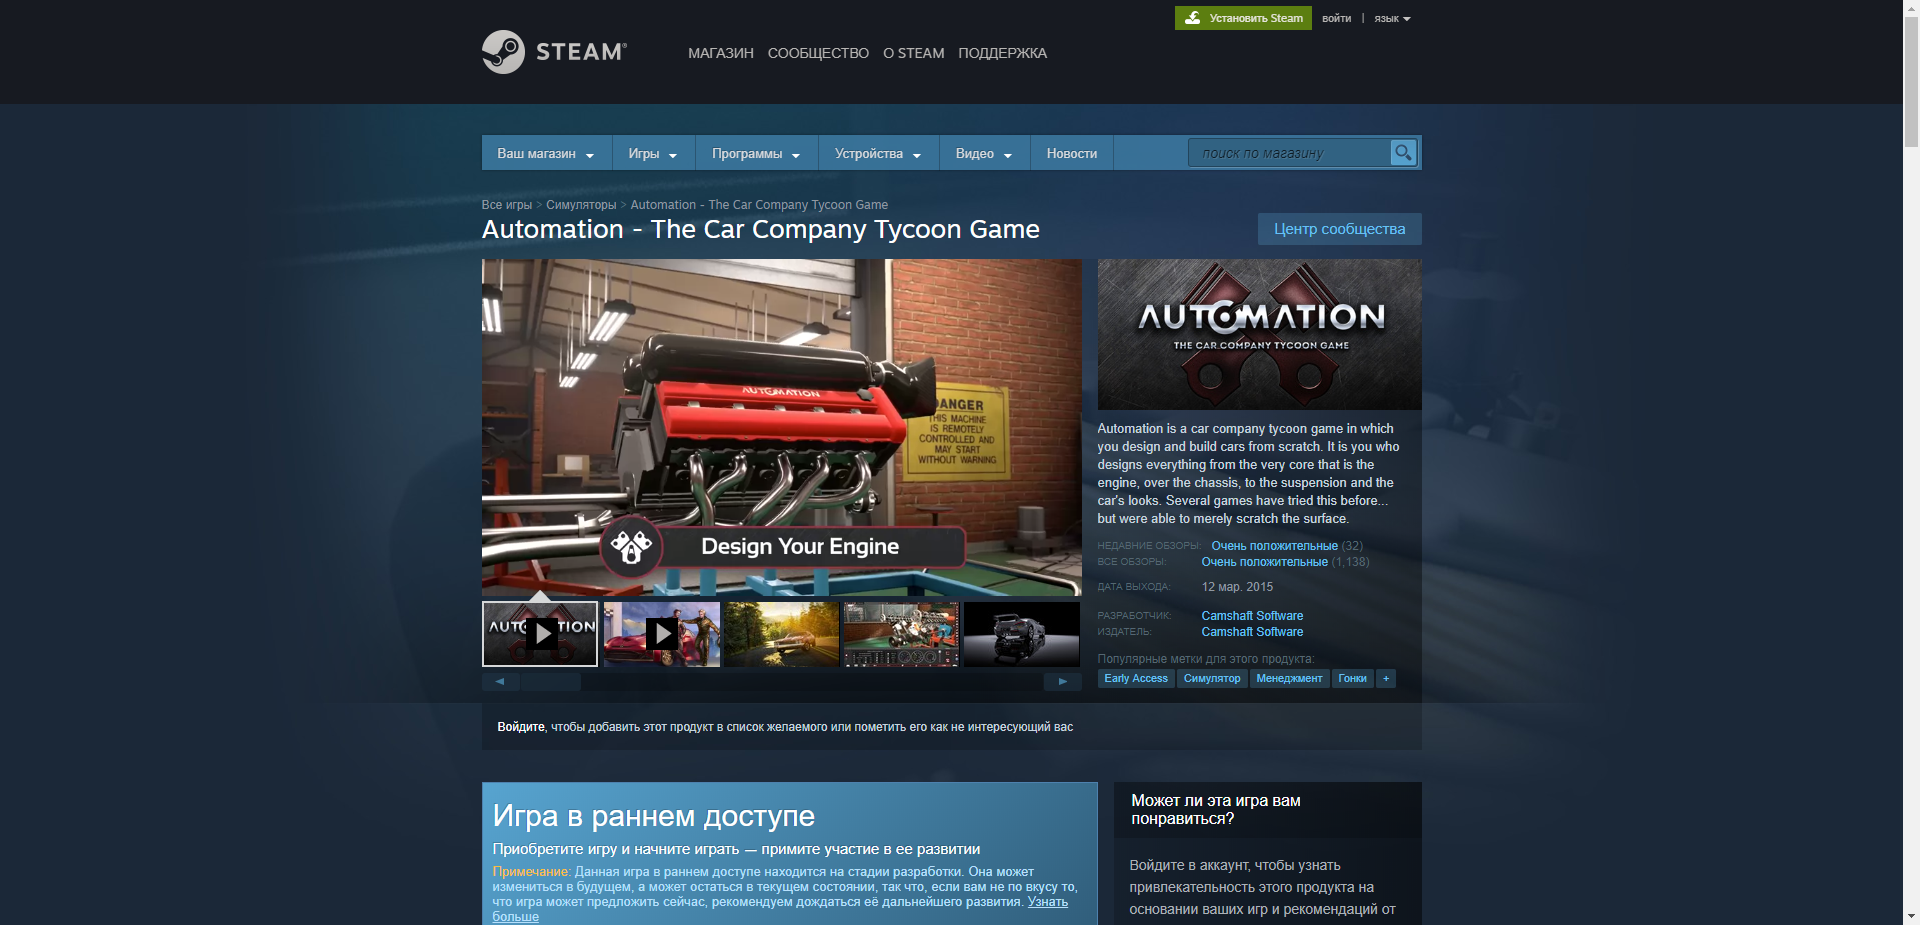 Установить Steam
войти | язык
STEAM®
МАГАЗИН СООБЩЕСТВО О STEAM ПОДДЕРЖКА
Ваш магазин Игры Программы Устройства Видео Новости поиск по магазину
Все игры > Симуляторы > Automation - The Car Company Tycoon Game
Automation - The Car Company Tycoon Game
Центр сообщества
AUTOMATION
DANGER
THIS MACHINE
IS REMOTELY
CONTROLLED AND
MAY START
WITHOUT WARNING
Design Your Engine
AUTOMATION
AUTOMATION
THE CAR COMPANY TYCOON GAME
Automation is a car company tycoon game in which
you design and build cars from scratch. It is you who
designs everything from the very core that is the
engine, over the chassis, to the suspension and the
car's looks. Several games have tried this before...
but were able to merely scratch the surface.
НЕДАВНИЕ ОБЗОРЫ: Очень положительные (32)
ВСЕ ОБЗОРЫ: Очень положительные (1,138)
ДАТА ВЫХОДА: 12 мар. 2015
РАЗРАБОТЧИК: Camshaft Software
ИЗДАТЕЛЬ: Camshaft Software
Популярные метки для этого продукта:
Early Access Симулятор Менеджмент Гонки +
Войдите, чтобы добавить этот продукт в список желаемого или пометить его как не интересующий вас
Игра в раннем доступе
Приобретите игру и начните играть — примите участие в ее развитии
Примечание: Данная игра в раннем доступе находится на стадии разработки. Она может
измениться в будущем, а может остаться в текущем состоянии, так что, если вам не по вкусу то,
что игра может предложить сейчас, рекомендуем дождаться её дальнейшего развития. Узнать
больше
Может ли эта игра вам
понравиться?
Войдите в аккаунт, чтобы узнать
привлекательность этого продукта на
основании ваших игр и рекомендаций от